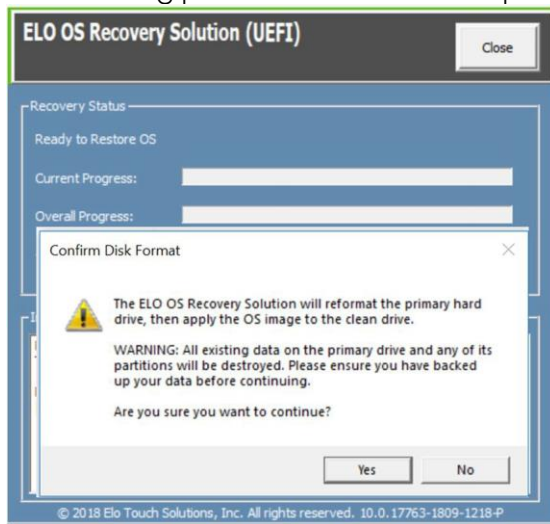 ELO OS Recovery Solution (UEFI)
Close
Recovery Status
Ready to Restore OS
Current Progress:
Overall Progress:
Confirm Disk Format
The ELO OS Recovery Solution will reformat the primary hard
drive, then apply the OS image to the clean drive.
WARNING: All existing data on the primary drive and any of its
partitions will be destroyed. Please ensure you have backed
up your data before continuing.
Are you sure you want to continue?
Yes
No
© 2018 Elo Touch Solutions, Inc. All rights reserved. 10.0.17763-1809-1218-P